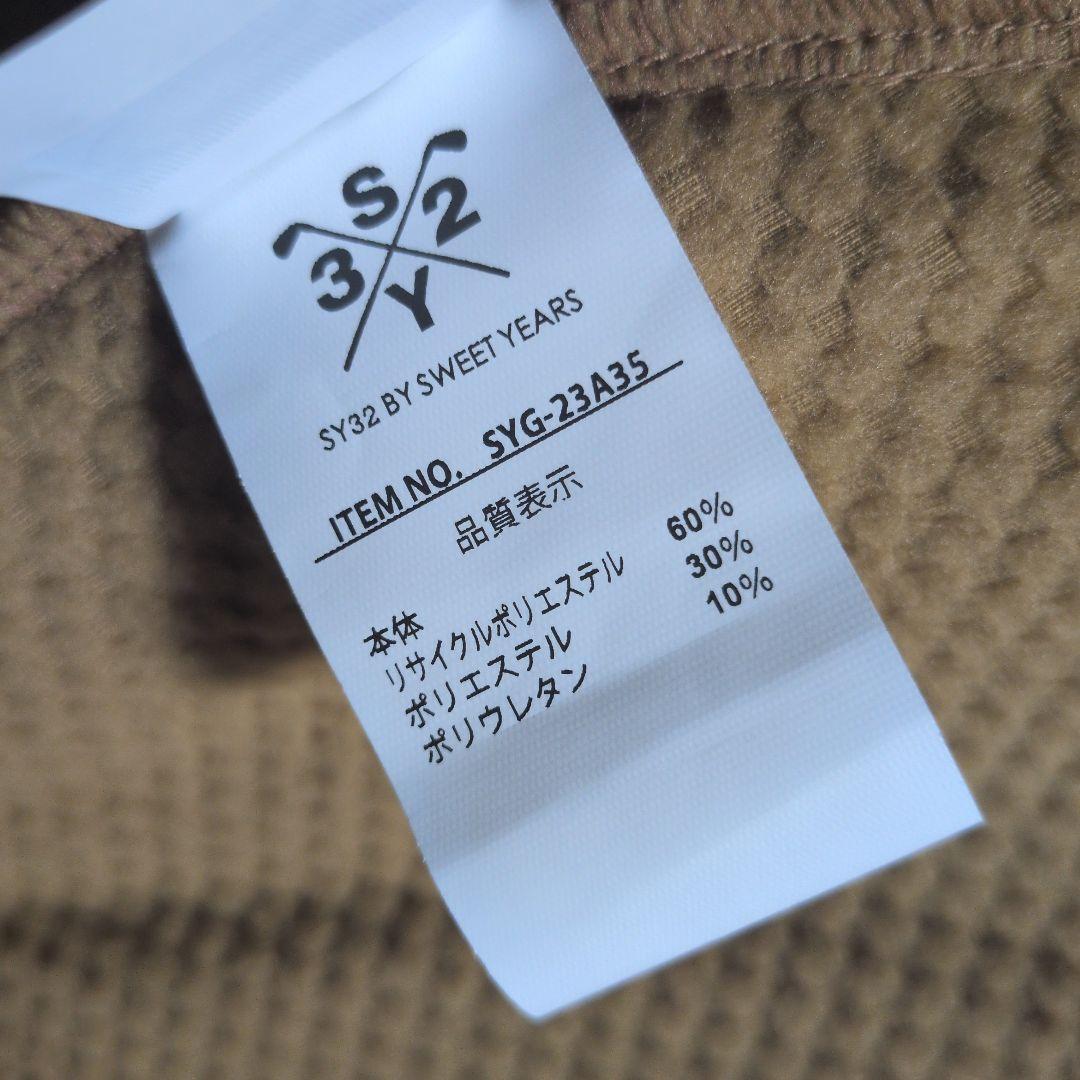 S
3 2
Y
SY32 BY SWEET YEARS
ITEM NO. SYG-23A35
品質表示
本体
リサイクルポリエステル 60%
ポリエステル 30%
ポリウレタン 10%